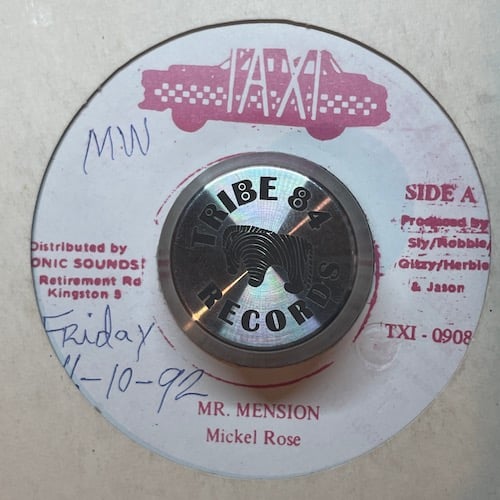 TAXI
MW
TRIBE 84
RECORDS
SIDE A
Produced by
Sly/Robbie/
Gitzy/Herbie
& Jason
Distributed by
ONIC SOUNDS
Retirement Rd
Kingston 5
TXI - 0908
Friday
-10-92
MR. MENSION
Mickel Rose